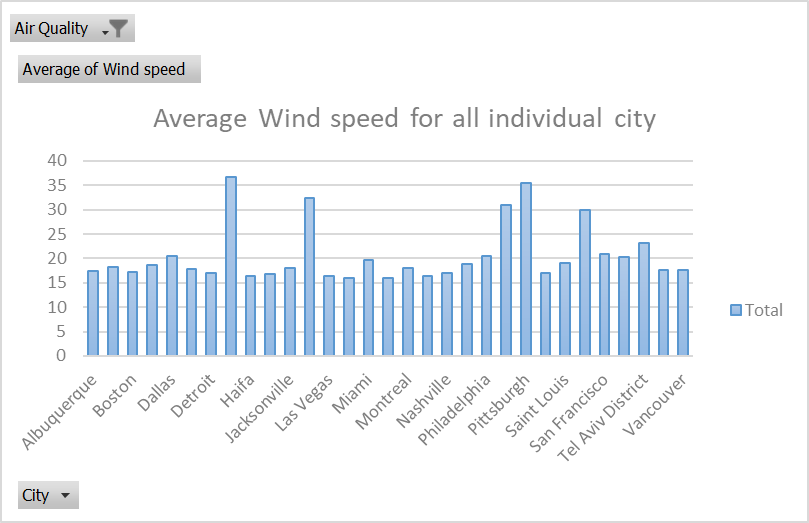 Air Quality
Average of Wind speed
Average Wind speed for all individual city
40
35
30
25
20
15
10
5
0
Total
Albuquerque
Boston
Dallas
Detroit
Haifa
Jacksonville
Las Vegas
Miami
Montreal
Nashville
Philadelphia
Pittsburgh
Saint Louis
San Francisco
Tel Aviv District
Vancouver
City